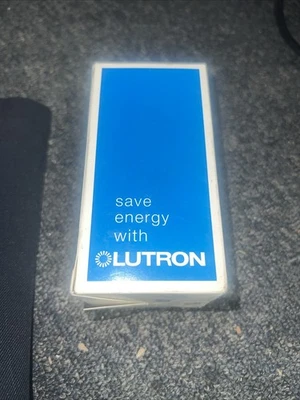 save
energy
with
LUTRON